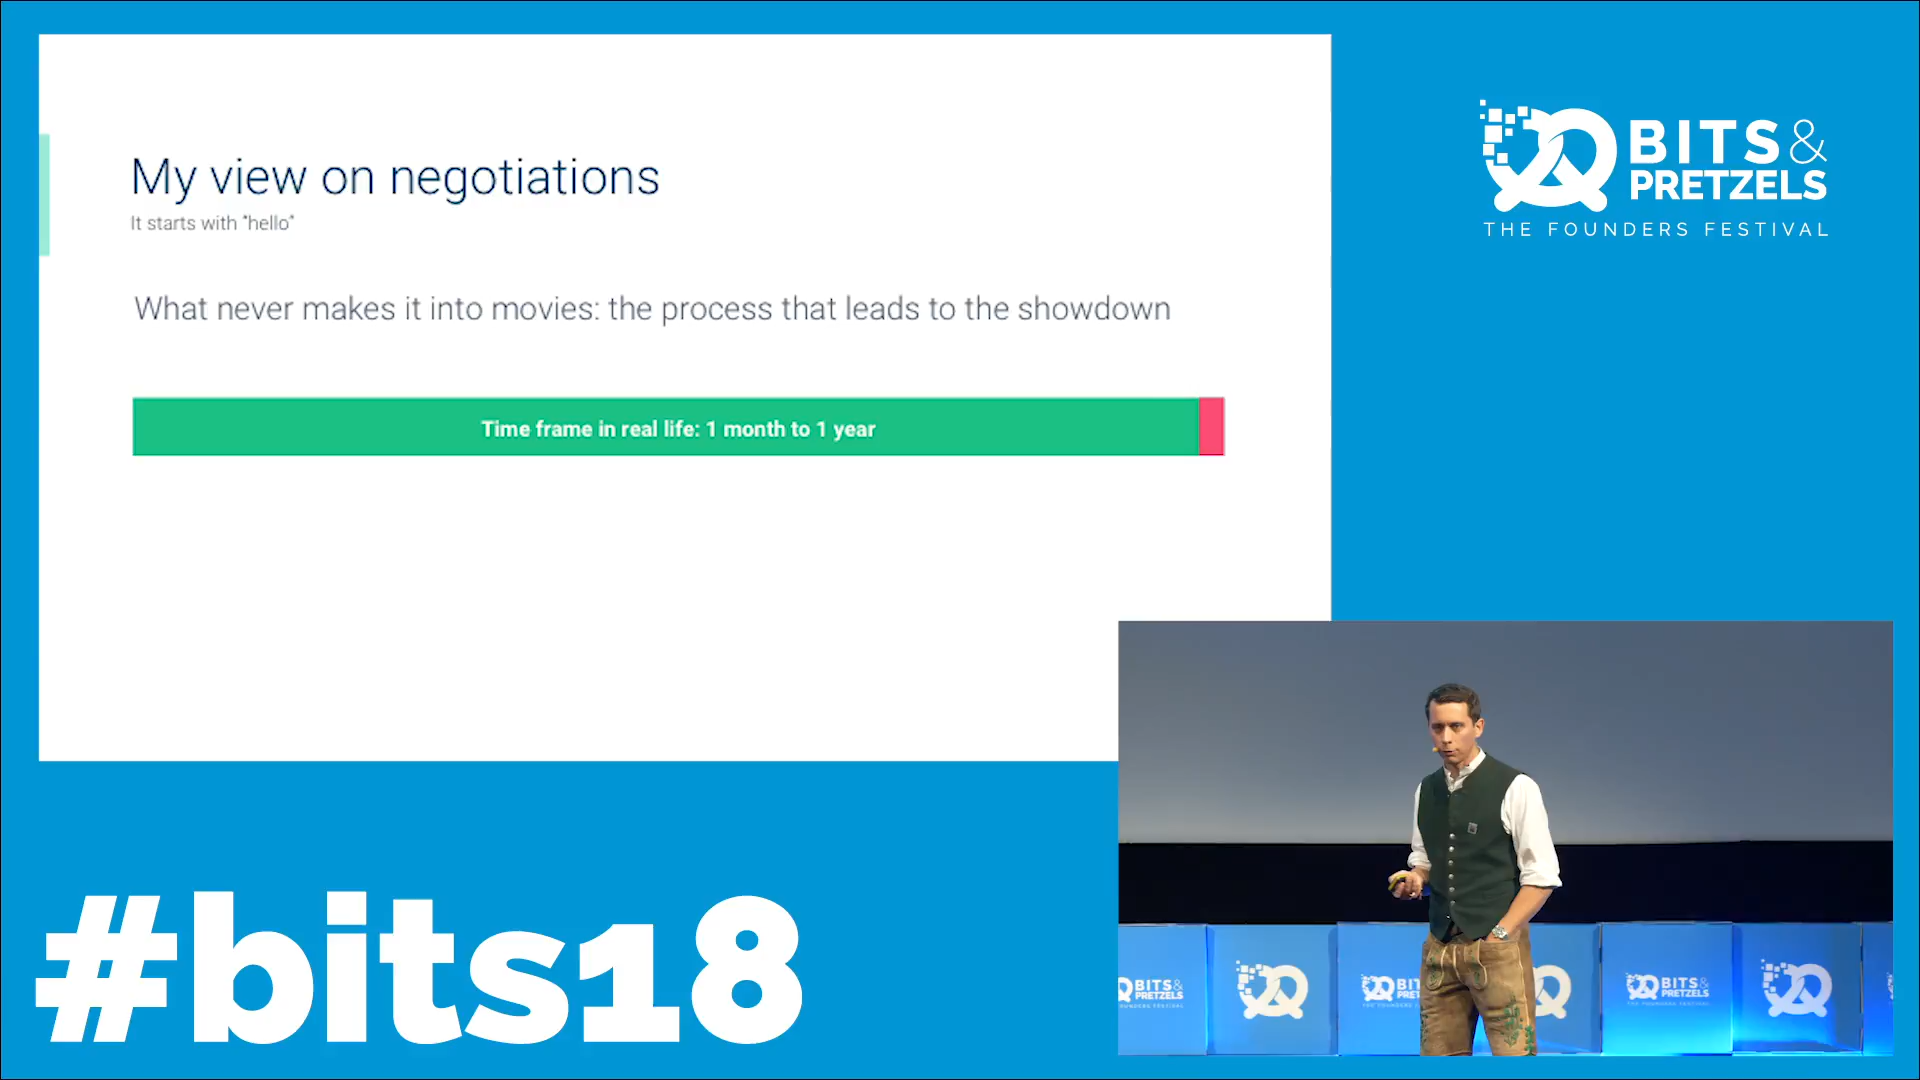 My view on negotiations
It starts with "hello"
What never makes it into movies: the process that leads to the showdown
Time frame in real life: 1 month to 1 year
BITS &
PRETZELS
THE FOUNDERS FESTIVAL
#bits18
BITS&
PRETZELS
BIT
PRETZ
BITS&
PRETZELS